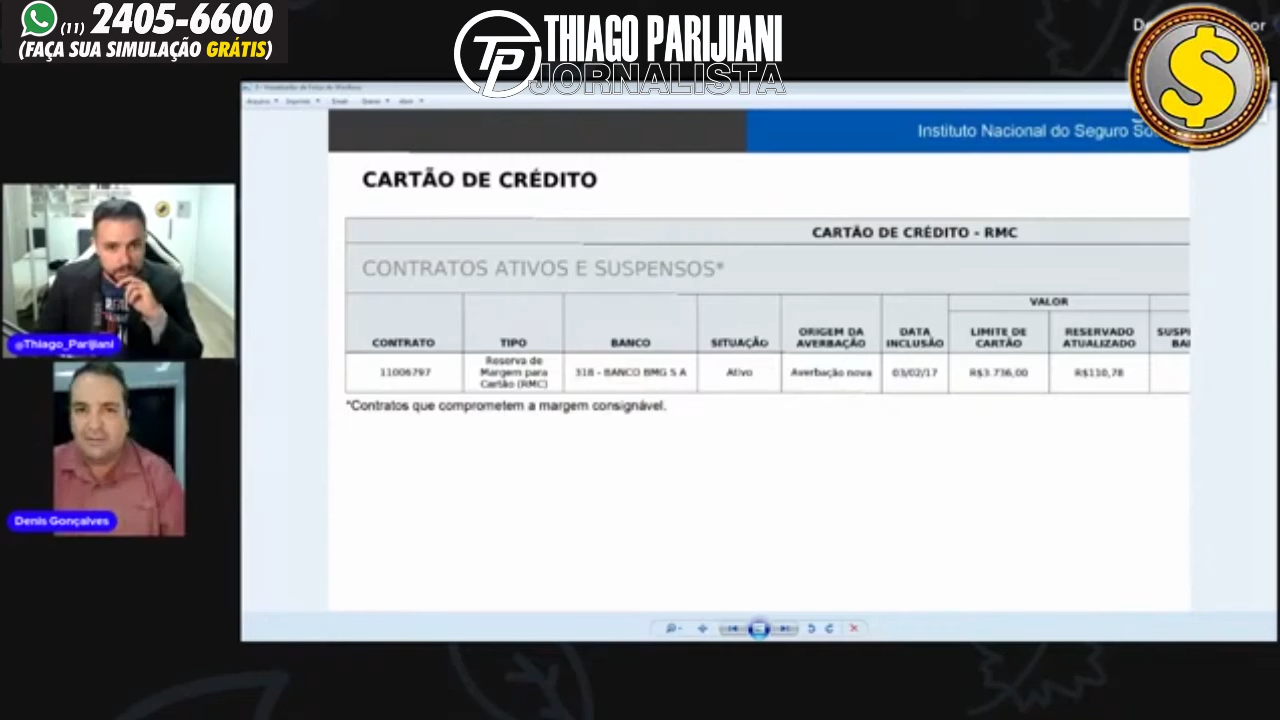 (11) 2405-6600
(FAÇA SUA SIMULAÇÃO GRÁTIS)
TP
THIAGO PARIJIANI
JORNALISTA
$
Instituto Nacional do Seguro
CARTÃO DE CRÉDITO
CARTÃO DE CRÉDITO - RMC
CONTRATOS ATIVOS E SUSPENSOS*
VALOR
CONTRATO TIPO BANCO SITUAÇÃO ORIGEM DA AVERBAÇÃO DATA INCLUSÃO LIMITE DE CARTÃO RESERVADO ATUALIZADO
11006797 Reserva de Margem para Cartão (RMC) 318 - BANCO BMG S A Ativo Averbação nova 03/02/17 R$3.736,00 R$110,78
*Contratos que comprometem a margem consignável.
@Thiago_Parijiani
Denis Gonçalves